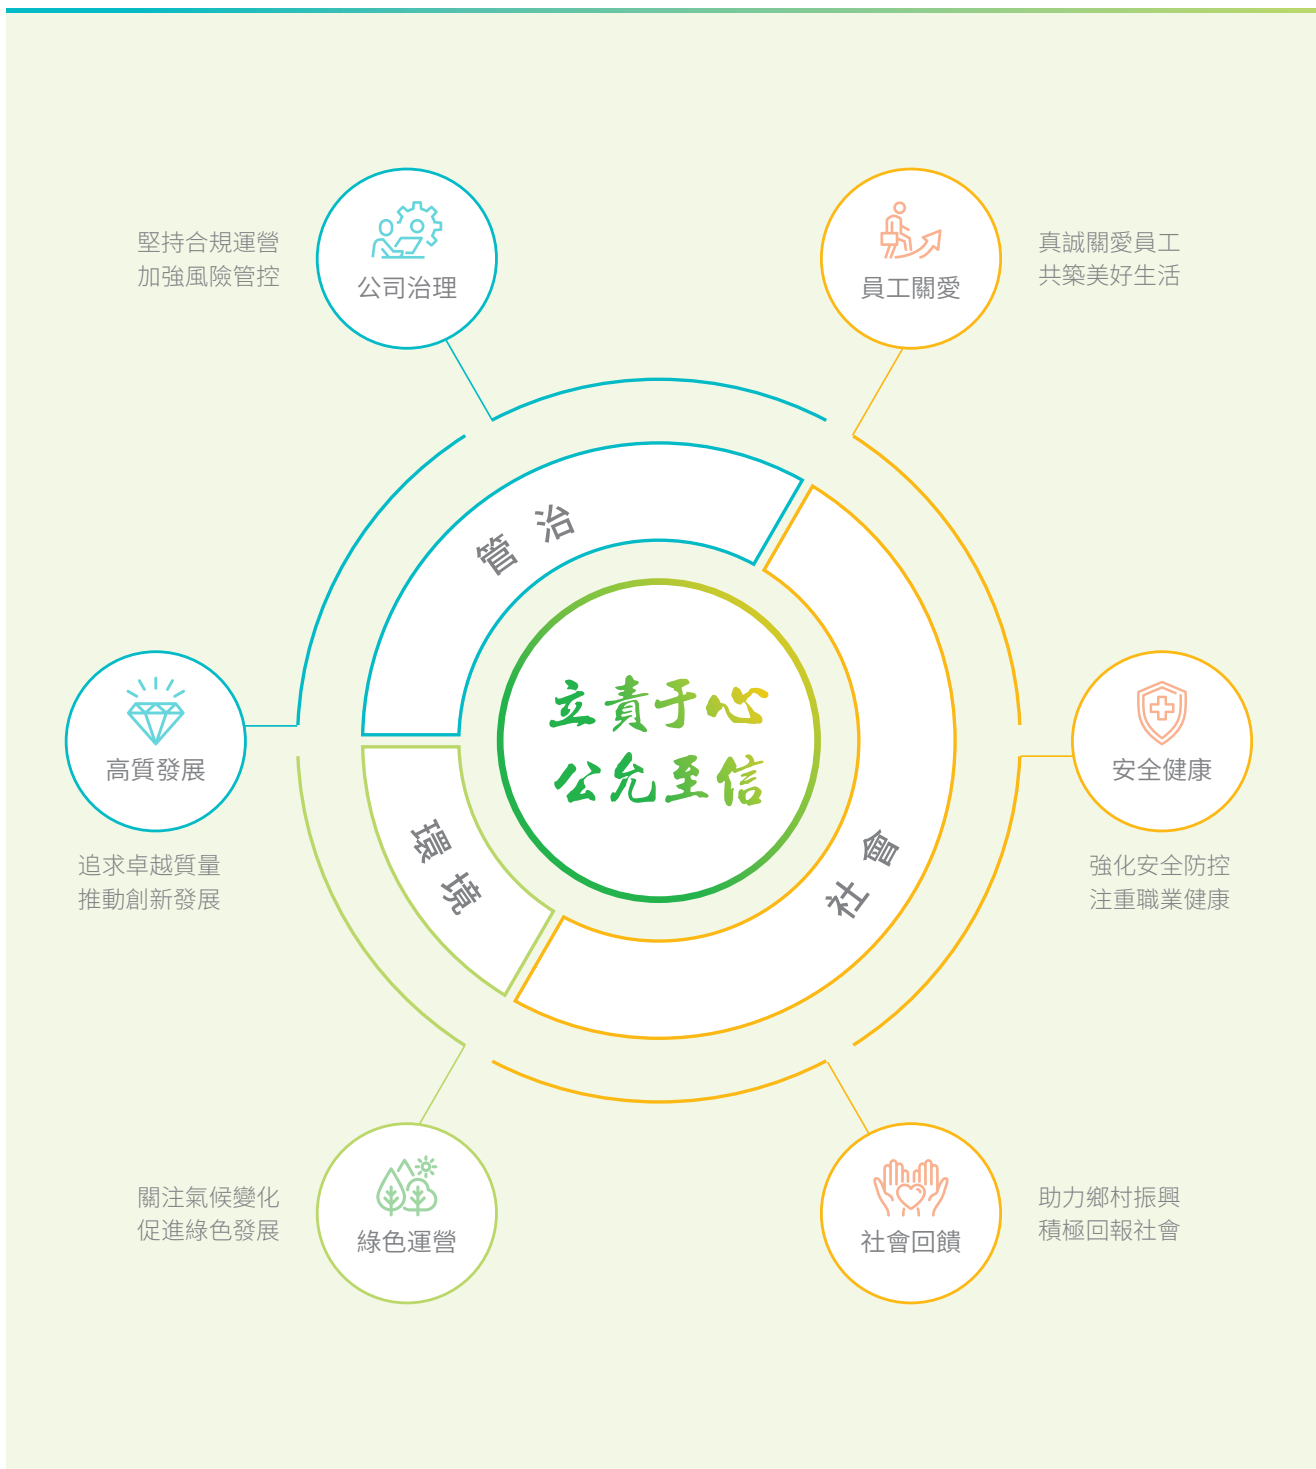 堅持合規運營
加強風險管控
公司治理
員工關愛
真誠關愛員工
共築美好生活
管治
立責于心
公允至信
高質發展
追求卓越質量
推動創新發展
安全健康
強化安全防控
注重職業健康
環境
社會
關注氣候變化
促進綠色發展
綠色運營
社會回饋
助力鄉村振興
積極回報社會